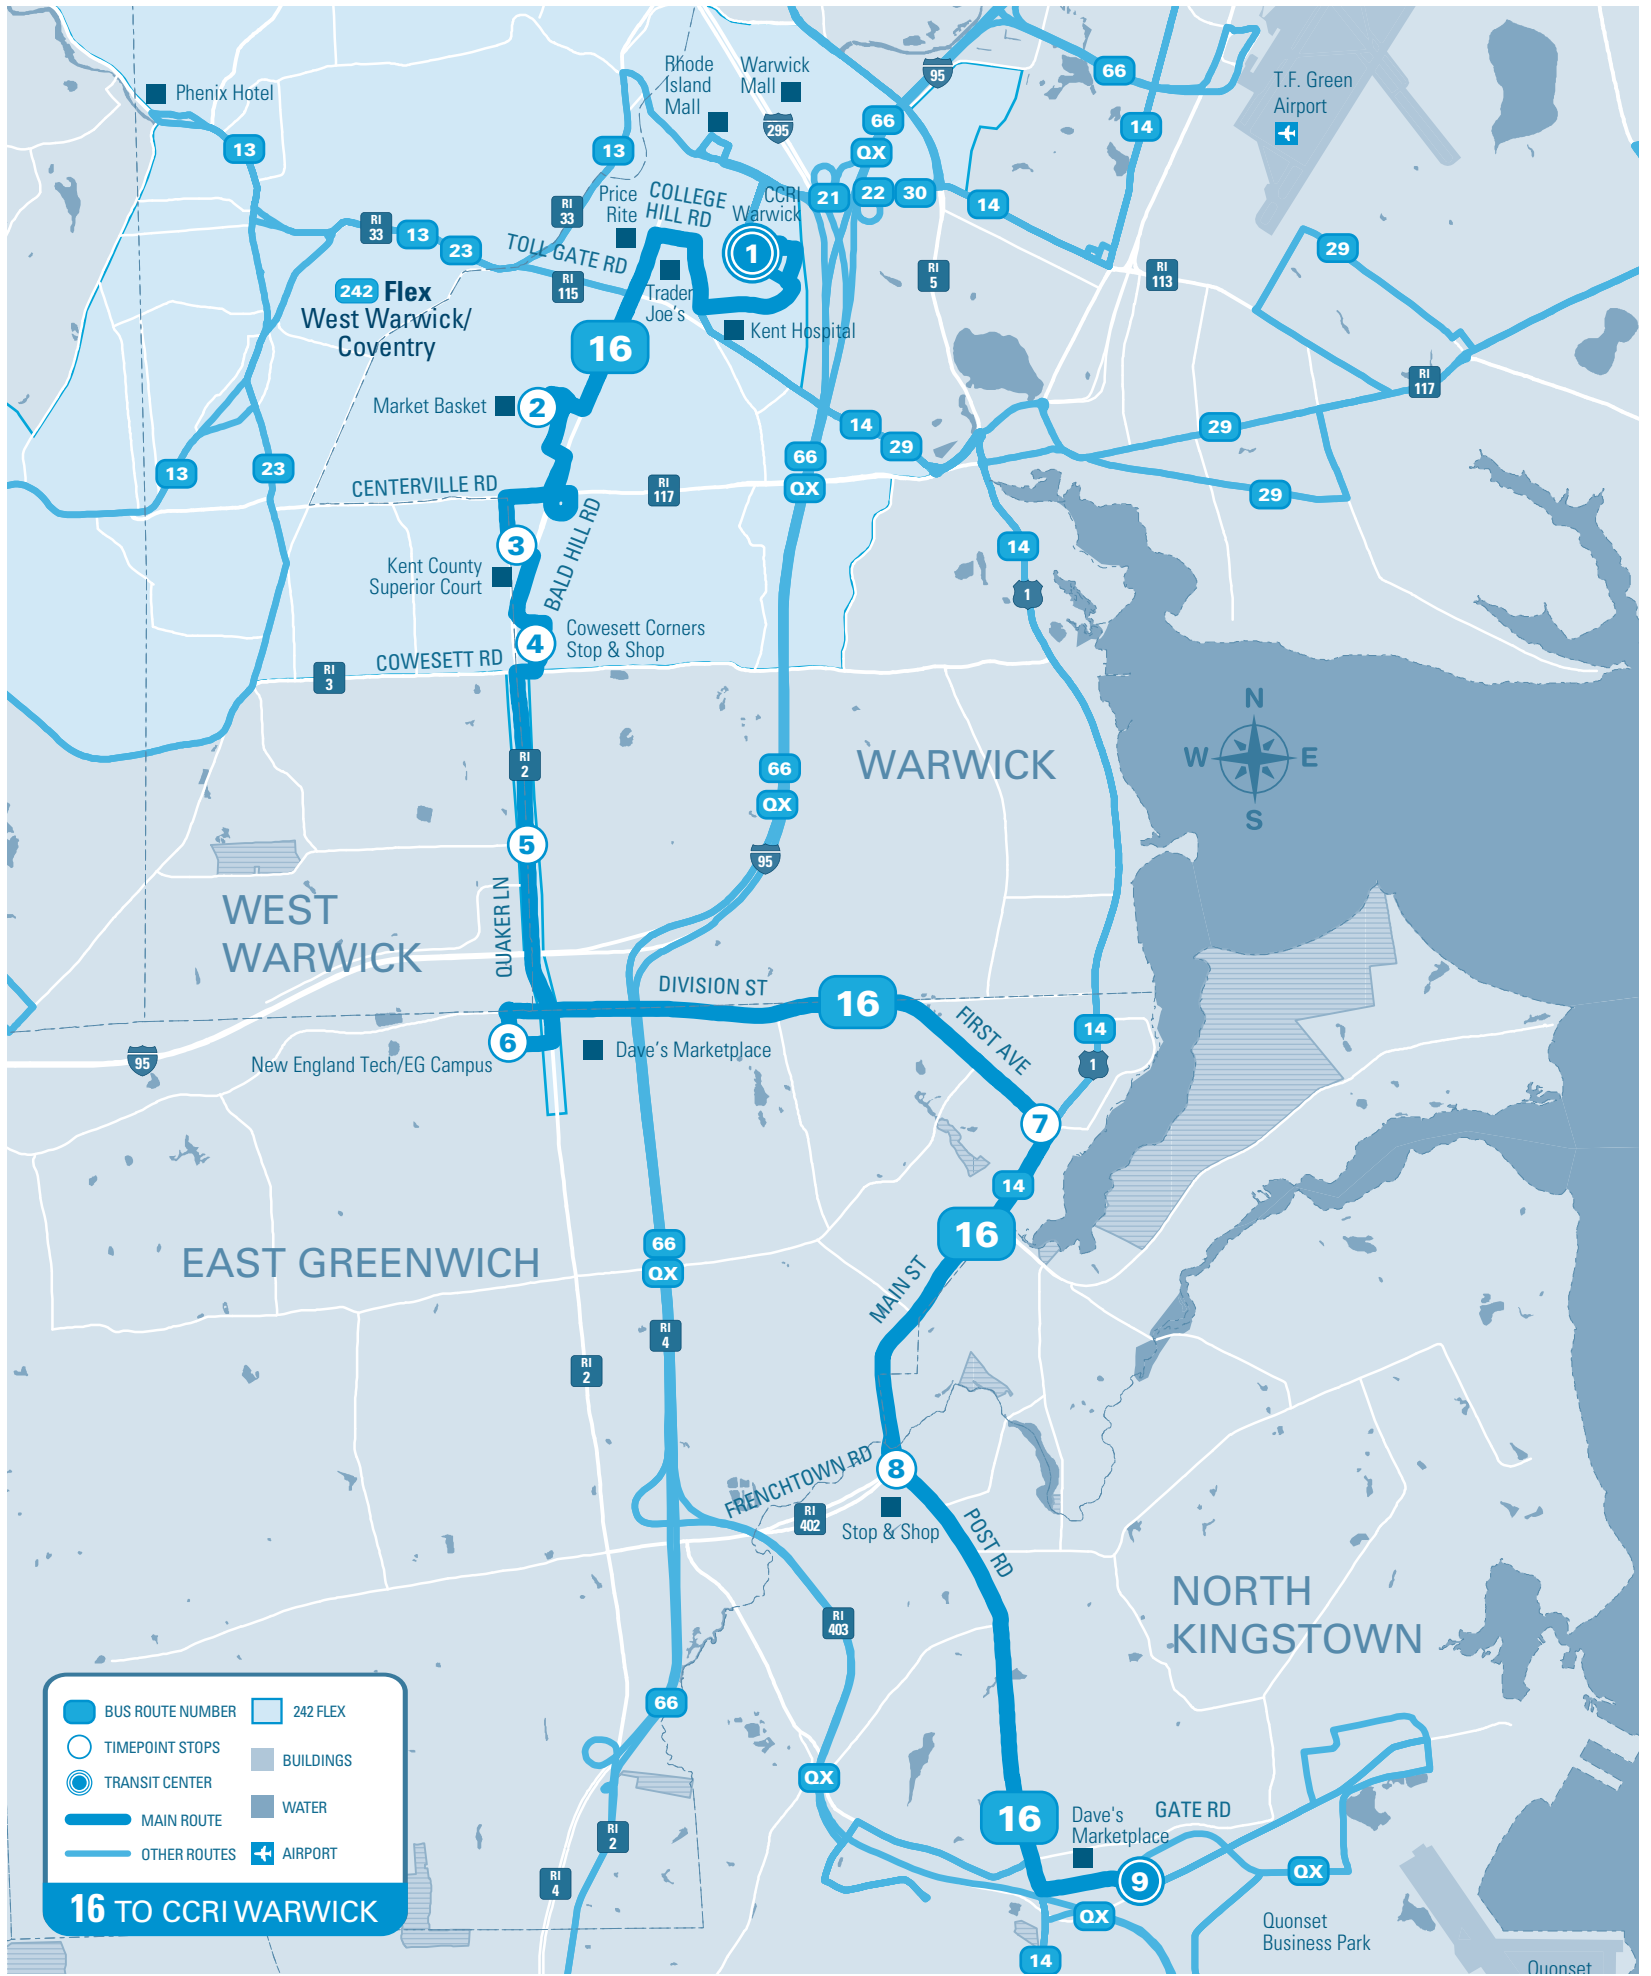 Rhode
Island
Mall
Warwick
Mall
95
66
T.F. Green
Airport
Phenix Hotel
66
14
295
13
13
QX
Price
Rite
COLLEGE
HILL RD
CCRI
Warwick
21
22
30
14
RI
33
RI
33
13
23
TOLL GATE RD
1
29
RI
5
RI
113
RI
115
242 Flex
West Warwick/
Coventry
Trader
Joe's
Kent Hospital
16
RI
117
Market Basket
2
14
29
29
66
13
23
CENTERVILLE RD
RI
117
QX
29
BALD HILL RD
3
14
Kent County
Superior Court
1
4
Cowesett Corners
Stop & Shop
COWESETT RD
RI
3
N
W
E
S
RI
2
66
WARWICK
QX
5
95
WEST
WARWICK
QUAKER LN
DIVISION ST
16
FIRST AVE
14
6
95
New England Tech/EG Campus
Dave's Marketplace
1
7
14
16
66
QX
EAST GREENWICH
MAIN ST
RI
4
RI
2
FRENCHTOWN RD
8
RI
402
Stop & Shop
POST RD
NORTH
KINGSTOWN
RI
403
66
QX
16
Dave's
Marketplace
GATE RD
RI
2
9
QX
RI
4
QX
Quonset
Business Park
14
Quonset
BUS ROUTE NUMBER
242 FLEX
TIMEPOINT STOPS
BUILDINGS
TRANSIT CENTER
WATER
MAIN ROUTE
OTHER ROUTES
AIRPORT
16 TO CCRI WARWICK